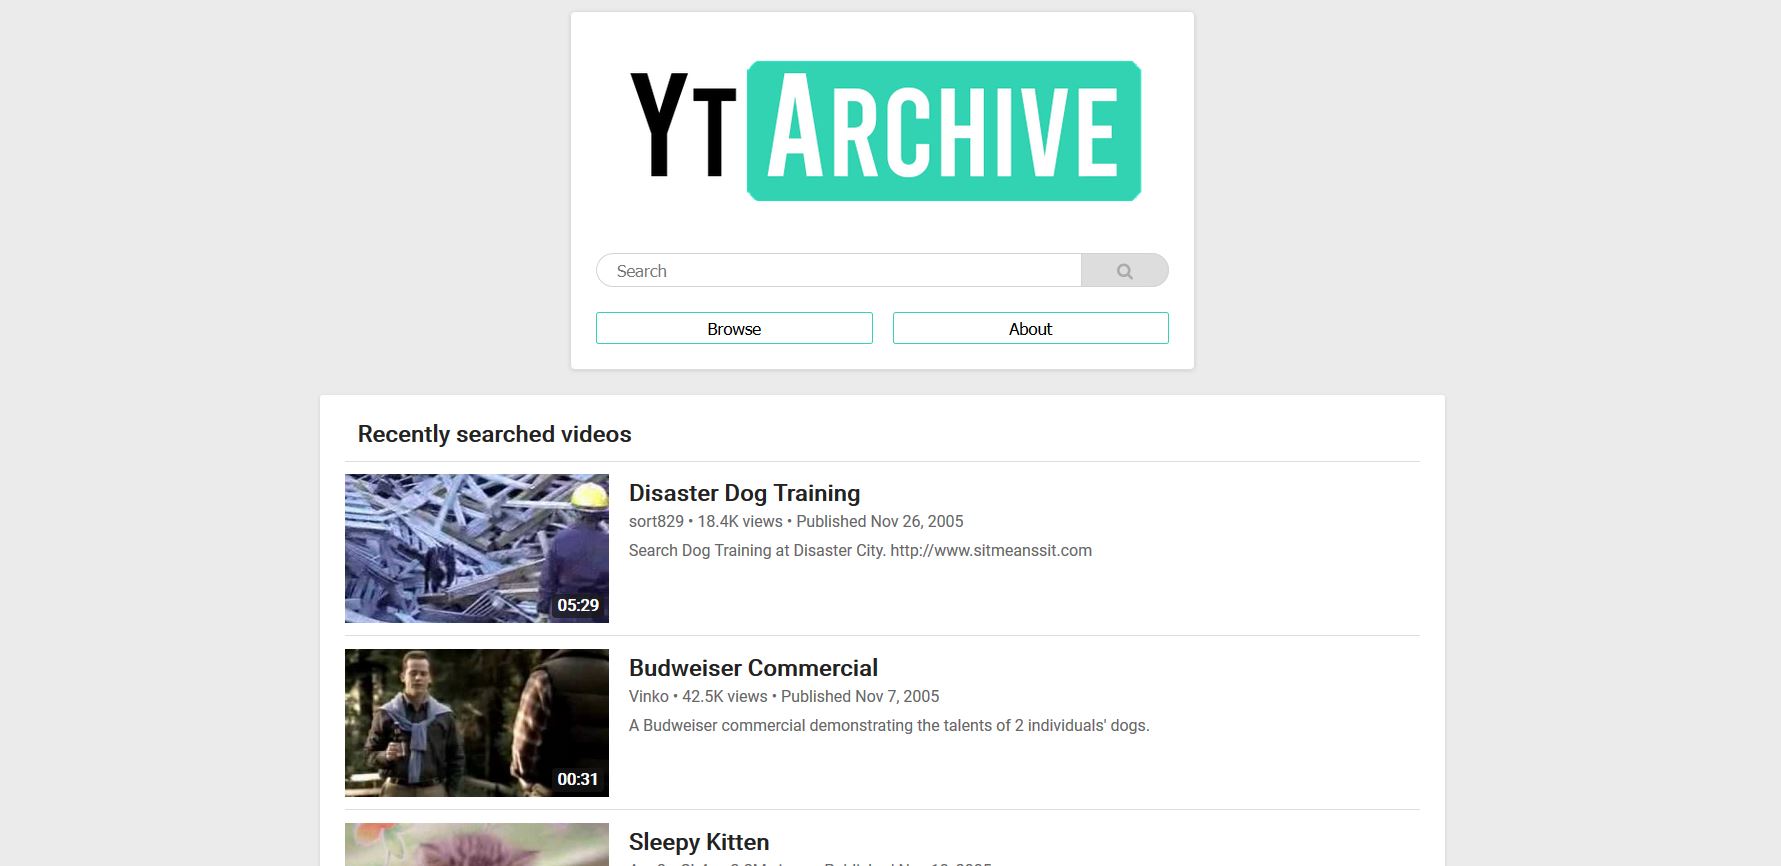 YT ARCHIVE
Search
Browse
About
Recently searched videos
Disaster Dog Training
sort829 • 18.4K views • Published Nov 26, 2005
Search Dog Training at Disaster City. http://www.sitmeanssit.com
05:29
Budweiser Commercial
Vinko • 42.5K views • Published Nov 7, 2005
A Budweiser commercial demonstrating the talents of 2 individuals' dogs.
00:31
Sleepy Kitten